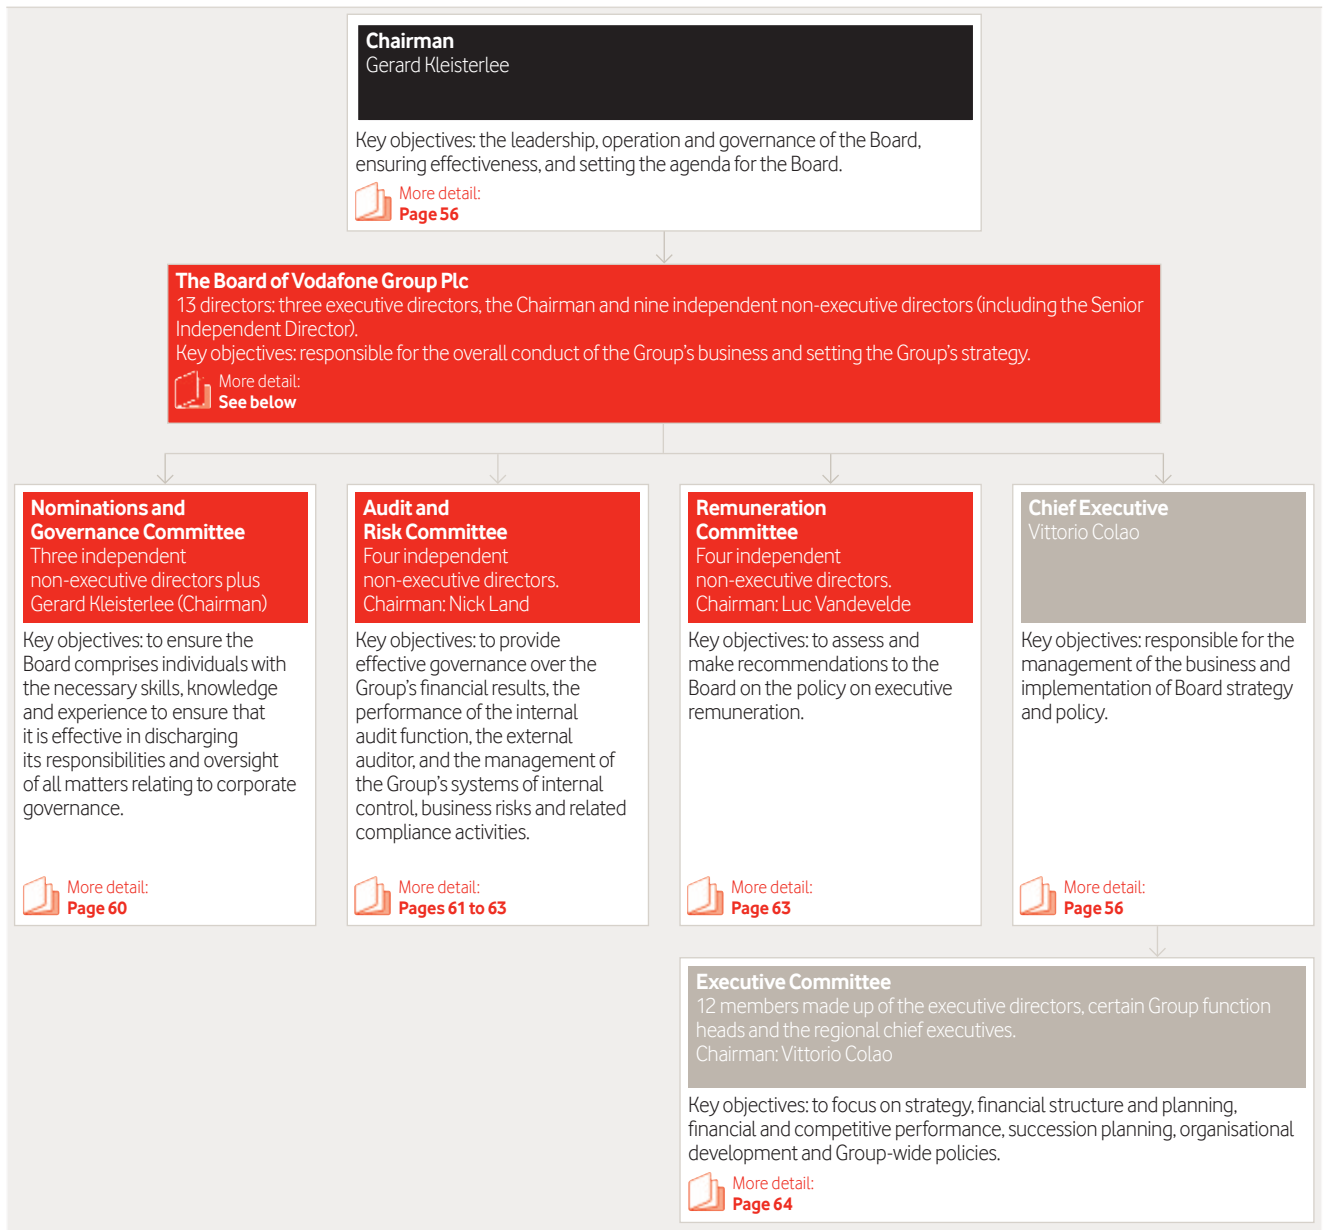 Chairman
Gerard Kleisterlee
Key objectives: the leadership, operation and governance of the Board,
ensuring effectiveness, and setting the agenda for the Board.
More detail:
Page 56
The Board of Vodafone Group Plc
13 directors: three executive directors, the Chairman and nine independent non-executive directors (including the Senior
Independent Director).
Key objectives: responsible for the overall conduct of the Group's business and setting the Group's strategy.
More detail:
See below
Nominations and
Governance Committee
Three independent
non-executive directors plus
Gerard Kleisterlee (Chairman)
Key objectives: to ensure the
Board comprises individuals with
the necessary skills, knowledge
and experience to ensure that
it is effective in discharging
its responsibilities and oversight
of all matters relating to corporate
governance.
More detail:
Page 60
Audit and
Risk Committee
Four independent
non-executive directors.
Chairman: Nick Land
Key objectives: to provide
effective governance over the
Group's financial results, the
performance of the internal
audit function, the external
auditor, and the management of
the Group's systems of internal
control, business risks and related
compliance activities.
More detail:
Pages 61 to 63
Remuneration
Committee
Four independent
non-executive directors.
Chairman: Luc Vandevelde
Key objectives: to assess and
make recommendations to the
Board on the policy on executive
remuneration.
More detail:
Page 63
Chief Executive
Vittorio Colao
Key objectives: responsible for the
management of the business and
implementation of Board strategy
and policy.
More detail:
Page 56
Executive Committee
12 members made up of the executive directors, certain Group function
heads and the regional chief executives.
Chairman: Vittorio Colao
Key objectives: to focus on strategy, financial structure and planning,
financial and competitive performance, succession planning, organisational
development and Group-wide policies.
More detail:
Page 64